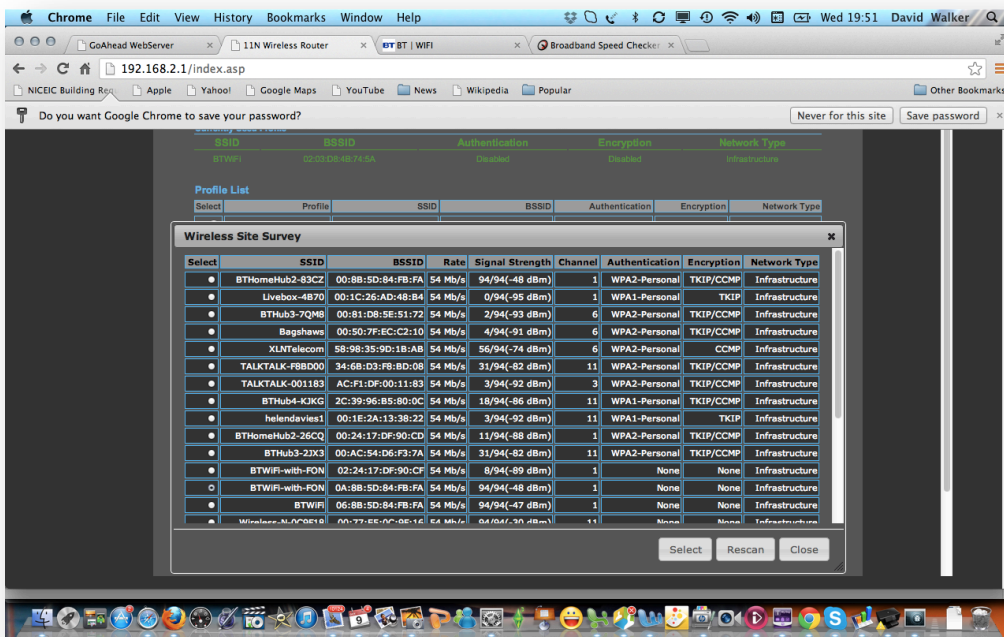 Chrome File Edit View History Bookmarks Window Help Wed 19:51 David Walker
GoAhead WebServer 11N Wireless Router BT BT | WIFI Broadband Speed Checker
192.168.2.1/index.asp
NICEIC Building Reg Apple Yahoo! Google Maps YouTube News Wikipedia Popular Other Bookmarks
Do you want Google Chrome to save your password? Never for this site Save password
SSID BSSID Authentication Encryption Network Type
BTWiFi 02:03:D8:4B:74:5A Disabled Disabled Infrastructure
Profile List
Select Profile SSID BSSID Authentication Encryption Network Type
Wireless Site Survey
Select SSID BSSID Rate Signal Strength Channel Authentication Encryption Network Type
BTHomeHub2-83CZ 00:8B:5D:84:FB:FA 54 Mb/s 94/94(-48 dBm) 1 WPA2-Personal TKIP/CCMP Infrastructure
Livebox-4B70 00:1C:26:AD:48:B4 54 Mb/s 0/94(-95 dBm) 1 WPA1-Personal TKIP Infrastructure
BTHub3-7QM8 00:81:D8:5E:51:72 54 Mb/s 2/94(-93 dBm) 6 WPA2-Personal TKIP/CCMP Infrastructure
Bagshaws 00:50:7F:EC:C2:10 54 Mb/s 4/94(-91 dBm) 6 WPA2-Personal TKIP/CCMP Infrastructure
XLNTelecom 58:98:35:9D:1B:AB 54 Mb/s 56/94(-74 dBm) 6 WPA2-Personal CCMP Infrastructure
TALKTALK-F8BD00 34:6B:D3:F8:BD:08 54 Mb/s 31/94(-82 dBm) 11 WPA2-Personal TKIP/CCMP Infrastructure
TALKTALK-001183 AC:F1:DF:00:11:83 54 Mb/s 3/94(-92 dBm) 3 WPA2-Personal TKIP/CCMP Infrastructure
BTHub4-KJKG 2C:39:96:B5:80:0C 54 Mb/s 18/94(-86 dBm) 11 WPA1-Personal TKIP/CCMP Infrastructure
helendavies1 00:1E:2A:13:38:22 54 Mb/s 3/94(-92 dBm) 11 WPA1-Personal TKIP Infrastructure
BTHomeHub2-26CQ 00:24:17:DF:90:CD 54 Mb/s 11/94(-88 dBm) 1 WPA2-Personal TKIP/CCMP Infrastructure
BTHub3-2JX3 00:AC:54:D6:F3:7A 54 Mb/s 31/94(-82 dBm) 11 WPA2-Personal TKIP/CCMP Infrastructure
BTWiFi-with-FON 02:24:17:DF:90:CF 54 Mb/s 8/94(-89 dBm) 1 None None Infrastructure
BTWiFi-with-FON 0A:8B:5D:84:FB:FA 54 Mb/s 94/94(-48 dBm) 1 None None Infrastructure
BTWiFi 06:8B:5D:84:FB:FA 54 Mb/s 94/94(-47 dBm) 1 None None Infrastructure
54 Mb/s 94/94(-30 dBm) 11 None None Infrastructure
Select Rescan Close